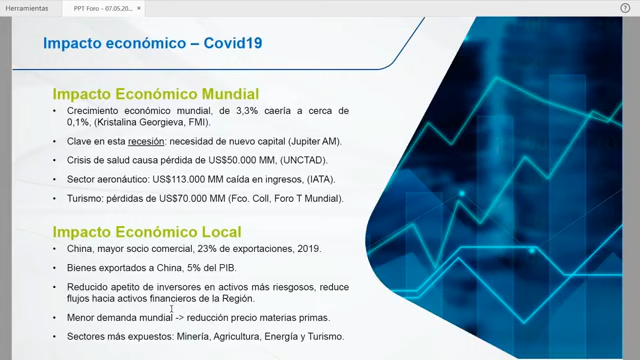 Herramientas
PPT Foro - 07.05.20... ×
Impacto económico – Covid19
Impacto Económico Mundial
• Crecimiento económico mundial, de 3,3% caería a cerca de
0,1%, (Kristalina Georgieva, FMI).
• Clave en esta recesión: necesidad de nuevo capital (Jupiter AM).
• Crisis de salud causa pérdida de US$50.000 MM, (UNCTAD).
• Sector aeronáutico: US$113.000 MM caída en ingresos, (IATA).
• Turismo: pérdidas de US$70.000 MM (Fco. Coll, Foro T Mundial).
Impacto Económico Local
• China, mayor socio comercial, 23% de exportaciones, 2019.
• Bienes exportados a China, 5% del PIB.
• Reducido apetito de inversores en activos más riesgosos, reduce
flujos hacia activos financieros de la Región.
• Menor demanda mundial -> reducción precio materias primas.
• Sectores más expuestos: Minería, Agricultura, Energía y Turismo.